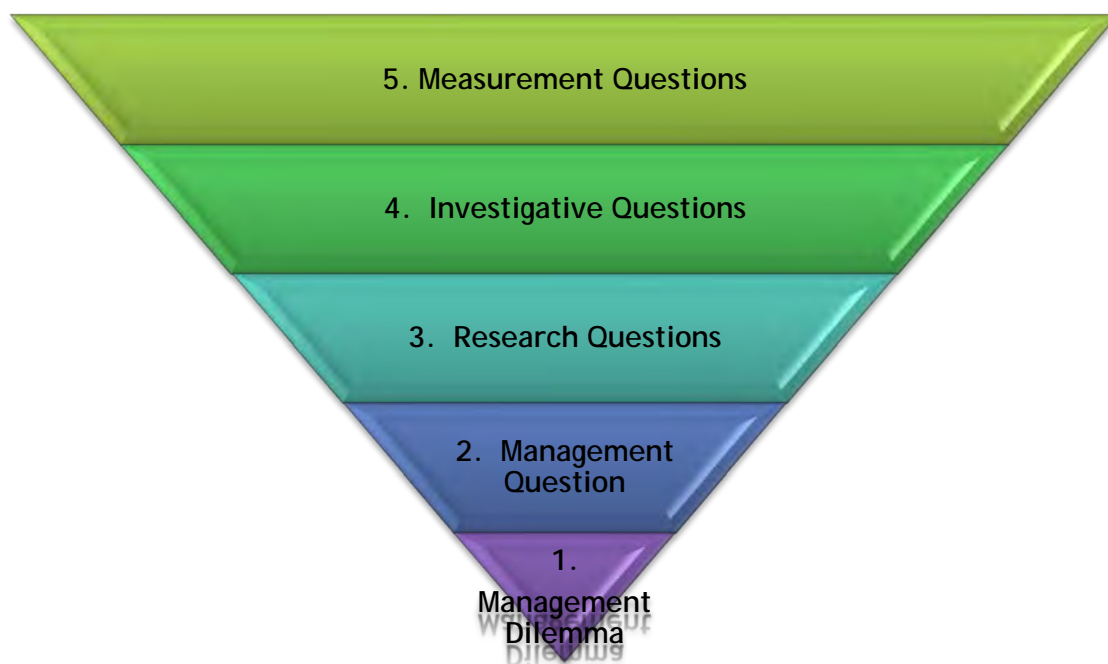 5. Measurement Questions
4. Investigative Questions
3. Research Questions
2. Management
Question
1.
Management
Dilemma